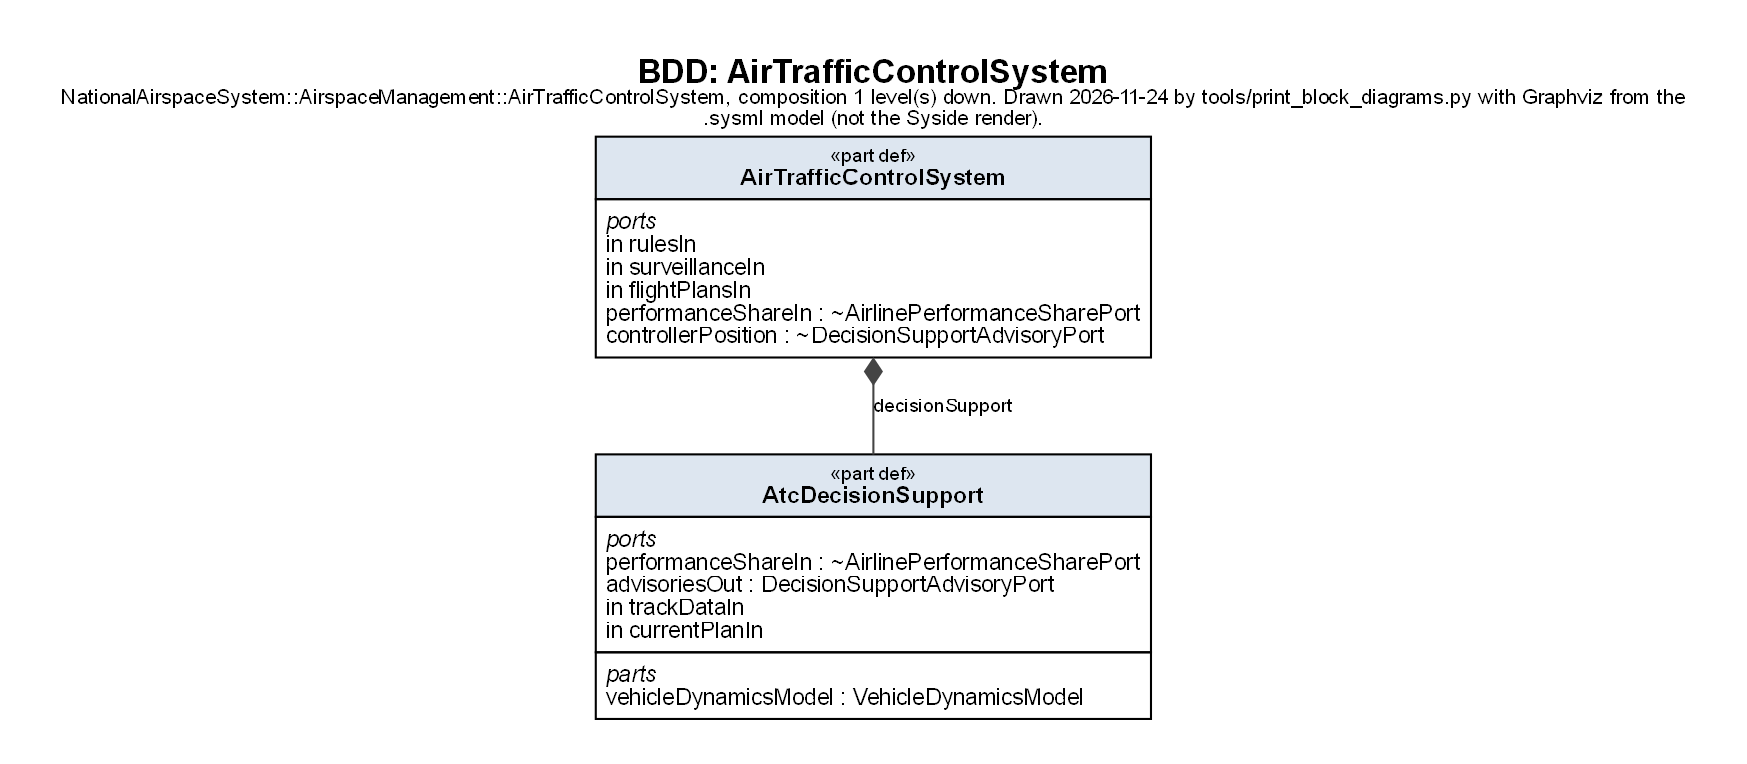 BDD: AirTrafficControlSystem
NationalAirspaceSystem::AirspaceManagement::AirTrafficControlSystem, composition 1 level(s) down. Drawn 2026-11-24 by tools/print_block_diagrams.py with Graphviz from the
.sysml model (not the Syside render).
«part def»
AirTrafficControlSystem
ports
in rulesIn
in surveillanceIn
in flightPlansIn
performanceShareIn : ~AirlinePerformanceSharePort
controllerPosition : ~DecisionSupportAdvisoryPort
decisionSupport
«part def»
AtcDecisionSupport
ports
performanceShareIn : ~AirlinePerformanceSharePort
advisoriesOut : DecisionSupportAdvisoryPort
in trackDataIn
in currentPlanIn
parts
vehicleDynamicsModel : VehicleDynamicsModel